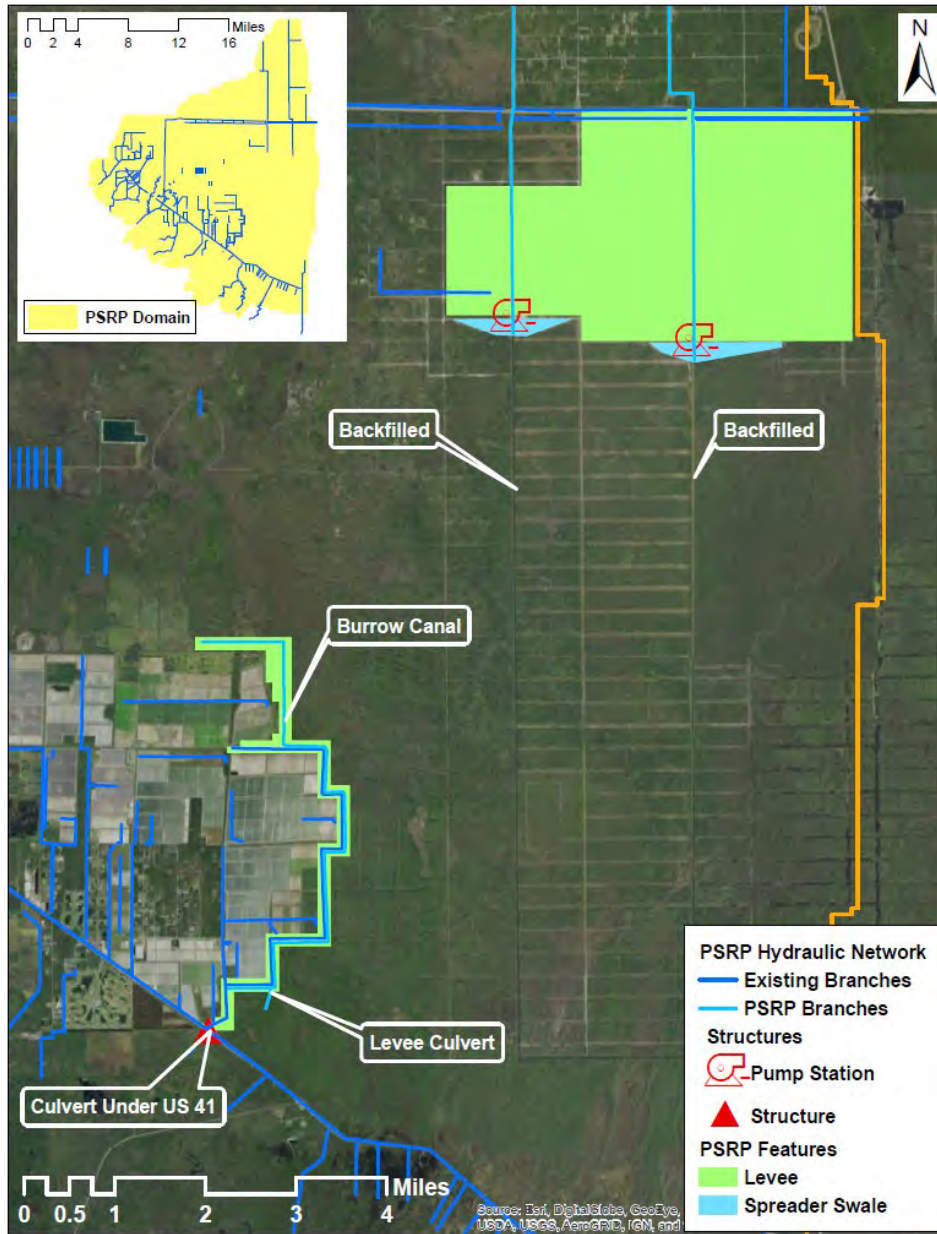 Miles
0 2 4 8 12 16
PSRP Domain
N
Backfilled
Backfilled
Burrow Canal
Levee Culvert
Culvert Under US 41
Miles
0 0.5 1 2 3 4
PSRP Hydraulic Network
Existing Branches
PSRP Branches
Structures
Pump Station
Structure
PSRP Features
Levee
Spreader Swale
Source: Esri, DigitalGlobe, GeoEye,
USDA, USGS, AeroGRID, IGN, and